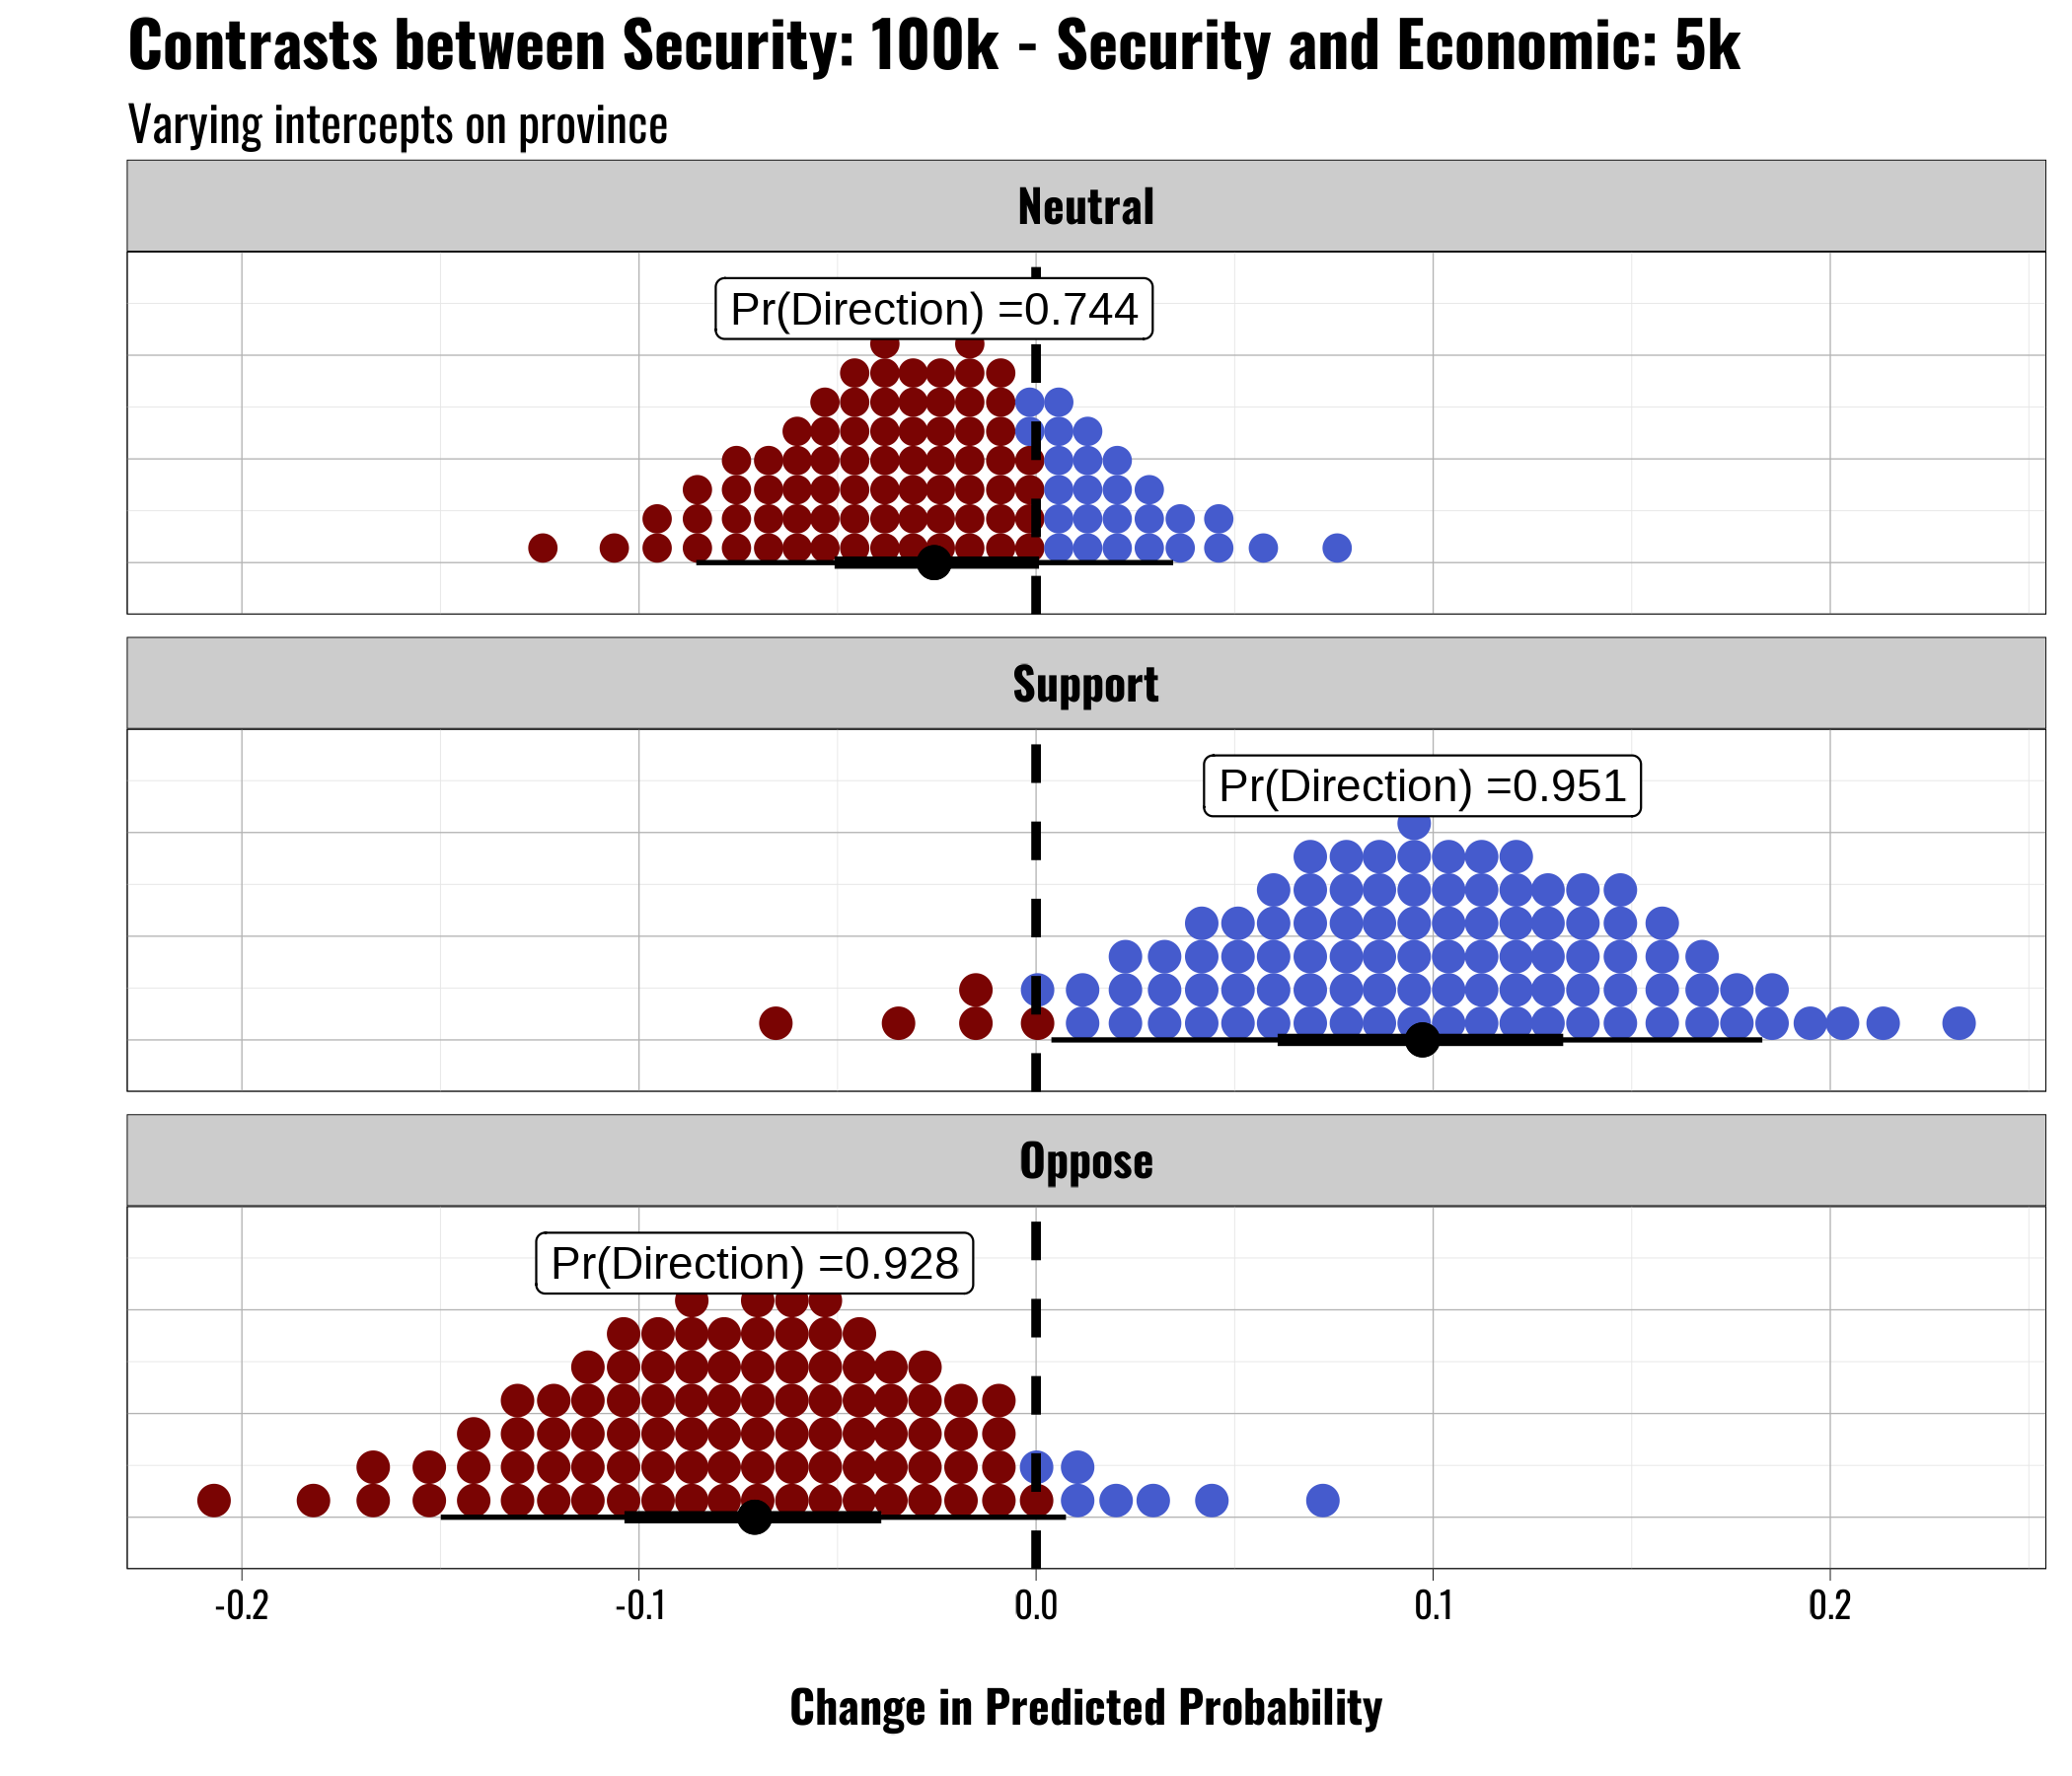 Contrasts between Security: 100k - Security and Economic: 5k
Varying intercepts on province
Neutral
Pr(Direction) =0.744
Support
Pr(Direction) =0.951
Oppose
Pr(Direction) =0.928
-0.2 -0.1 0.0 0.1 0.2
Change in Predicted Probability